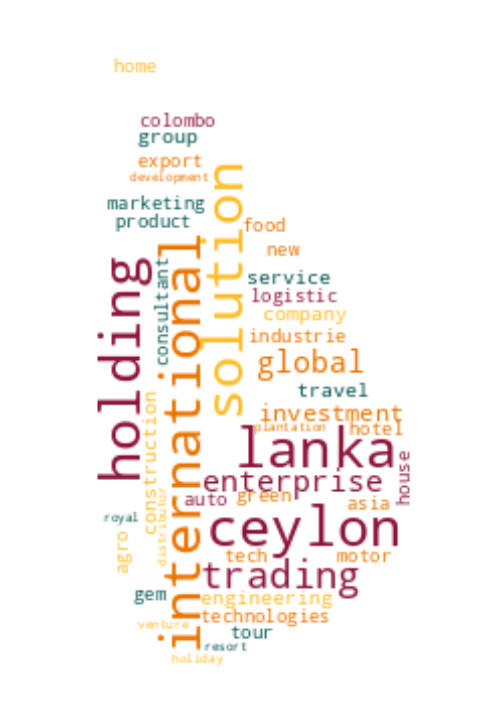 home
colombo
group
export
development
marketing
product
solution
food
new
holding
international
consultant
service
logistic
company
industrie
global
travel
investment
plantation
hotel
lanka
construction
house
enterprise
distributor
auto
green
asia
royal
ceylon
agro
tech
motor
trading
gem
engineering
technologies
venture
tour
resort
holiday